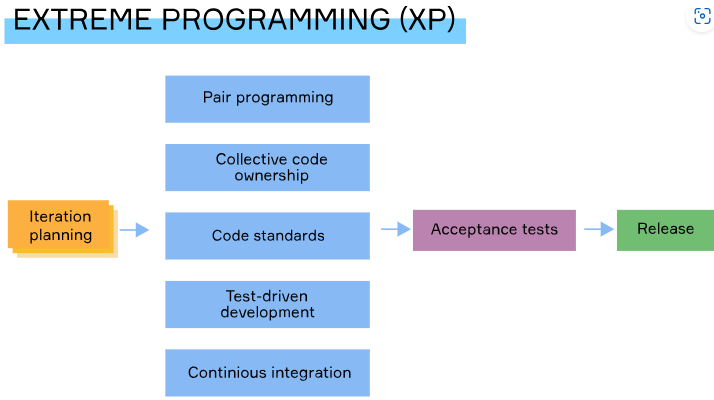 EXTREME PROGRAMMING (XP)
Pair programming
Collective code
ownership
Iteration
planning
Code standards
Acceptance tests
Release
Test-driven
development
Continious integration